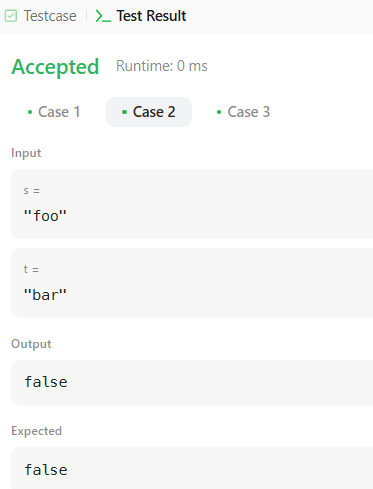 Testcase | Test Result
Accepted Runtime: 0 ms
Case 1 Case 2 Case 3
Input
s =
"foo"
t =
"bar"
Output
false
Expected
false